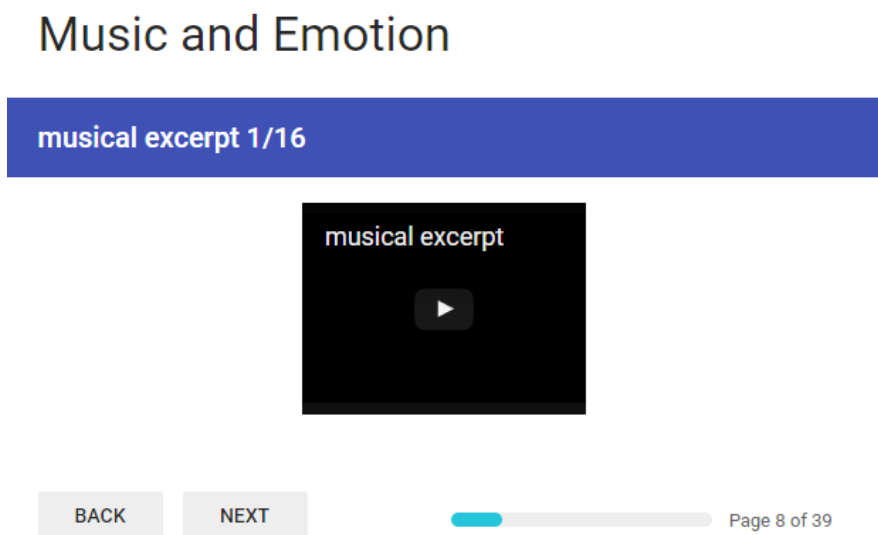 Music and Emotion
musical excerpt 1/16
musical excerpt
BACK NEXT Page 8 of 39